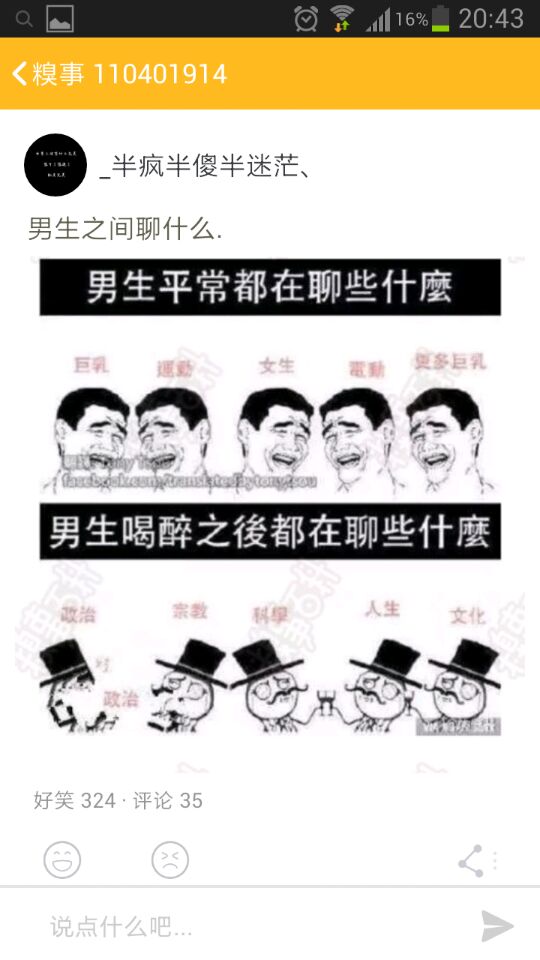 16% 20:43
糗事 110401914
_半疯半傻半迷茫、
男生之间聊什么.
男生平常都在聊些什麼
巨乳 運動 女生 電動 更多巨乳
facebook.com/translatedbytonytsou
男生喝醉之後都在聊些什麼
政治 宗教 科學 人生 文化
政治
好笑 324 · 评论 35
说点什么吧...